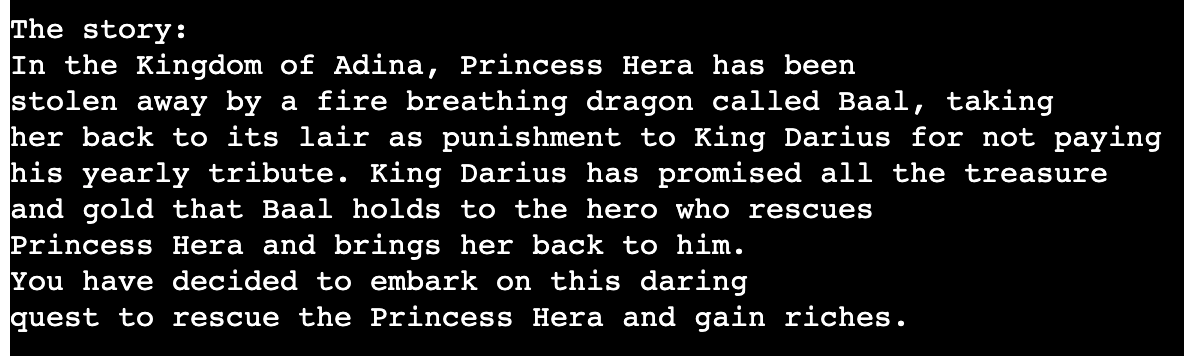 The story:
In the Kingdom of Adina, Princess Hera has been
stolen away by a fire breathing dragon called Baal, taking
her back to its lair as punishment to King Darius for not paying
his yearly tribute. King Darius has promised all the treasure
and gold that Baal holds to the hero who rescues
Princess Hera and brings her back to him.
You have decided to embark on this daring
quest to rescue the Princess Hera and gain riches.